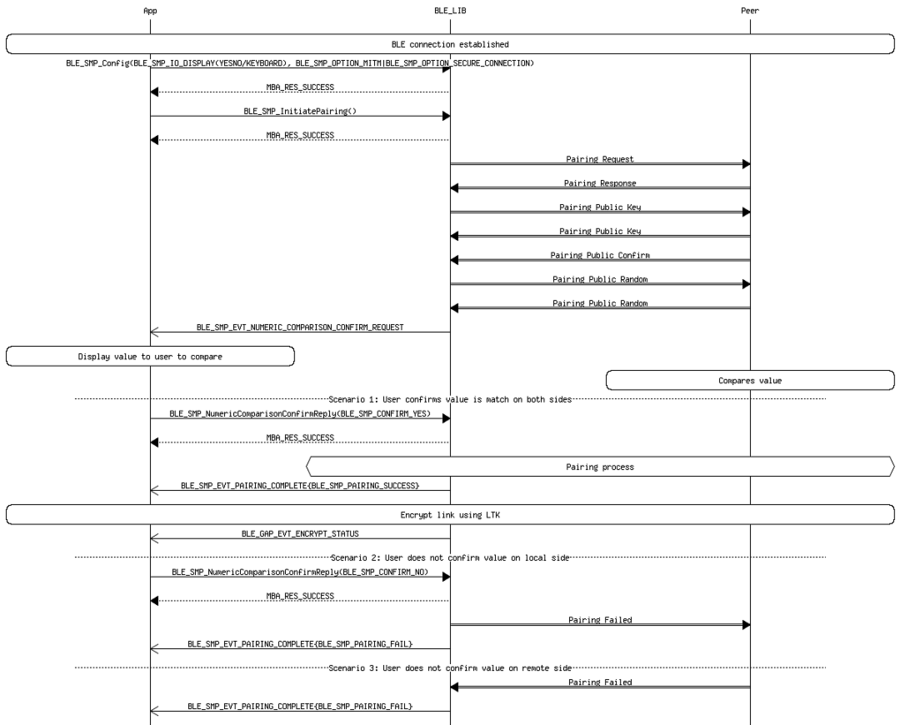 App BLE_LIB Peer
BLE connection established
BLE_SMP_Config(BLE_SMP_IO_DISPLAY(YESNO/KEYBOARD), BLE_SMP_OPTION_MITM|BLE_SMP_OPTION_SECURE_CONNECTION)
MBA_RES_SUCCESS
BLE_SMP_InitiatePairing()
MBA_RES_SUCCESS
Pairing Request
Pairing Response
Pairing Public Key
Pairing Public Key
Pairing Public Confirm
Pairing Public Random
Pairing Public Random
BLE_SMP_EVT_NUMERIC_COMPARISON_CONFIRM_REQUEST
Display value to user to compare
Compares value
Scenario 1: User confirms value is match on both sides
BLE_SMP_NumericComparisonConfirmReply(BLE_SMP_CONFIRM_YES)
MBA_RES_SUCCESS
Pairing process
BLE_SMP_EVT_PAIRING_COMPLETE{BLE_SMP_PAIRING_SUCCESS}
Encrypt link using LTK
BLE_GAP_EVT_ENCRYPT_STATUS
Scenario 2: User does not confirm value on local side
BLE_SMP_NumericComparisonConfirmReply(BLE_SMP_CONFIRM_NO)
MBA_RES_SUCCESS
Pairing Failed
BLE_SMP_EVT_PAIRING_COMPLETE{BLE_SMP_PAIRING_FAIL}
Scenario 3: User does not confirm value on remote side
Pairing Failed
BLE_SMP_EVT_PAIRING_COMPLETE{BLE_SMP_PAIRING_FAIL}